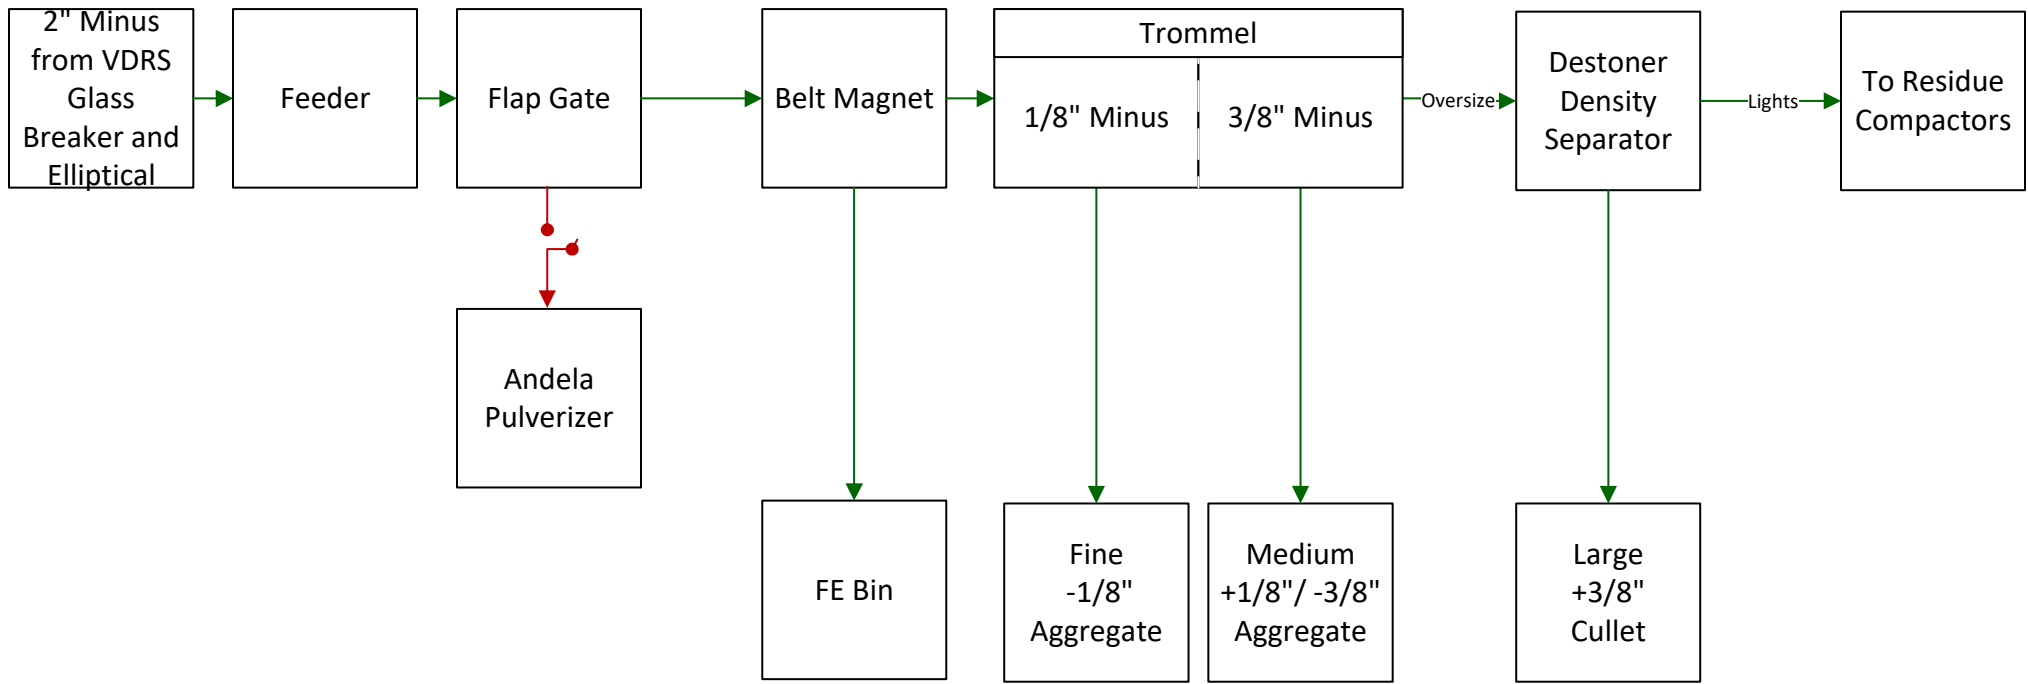 2" Minus
from VDRS
Glass
Breaker and
Elliptical
Feeder
Flap Gate
Belt Magnet
Trommel
1/8" Minus
3/8" Minus
Oversize
Destoner
Density
Separator
Lights
To Residue
Compactors
Andela
Pulverizer
FE Bin
Fine
-1/8"
Aggregate
Medium
+1/8"/ -3/8"
Aggregate
Large
+3/8"
Cullet